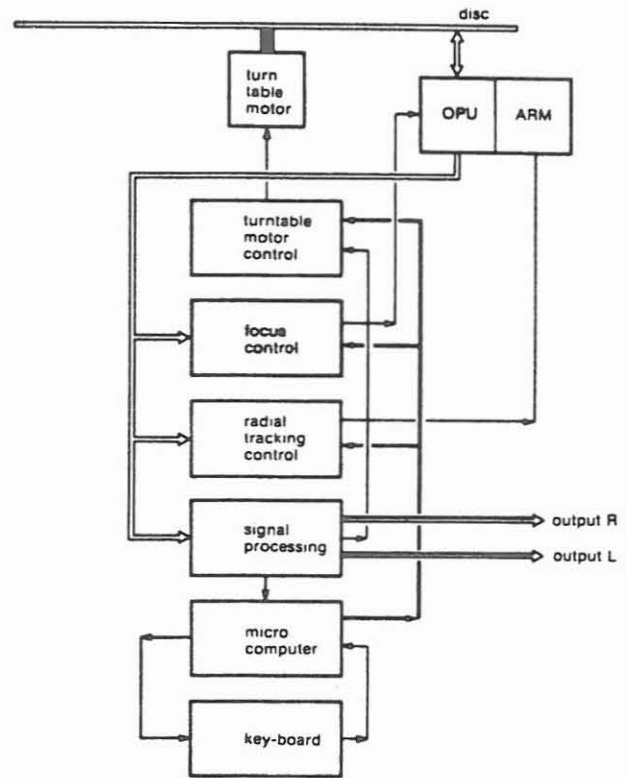 disc
turn
table
motor
OPU ARM
turntable
motor
control
focus
control
radial
tracking
control
signal
processing
output R
output L
micro
computer
key-board